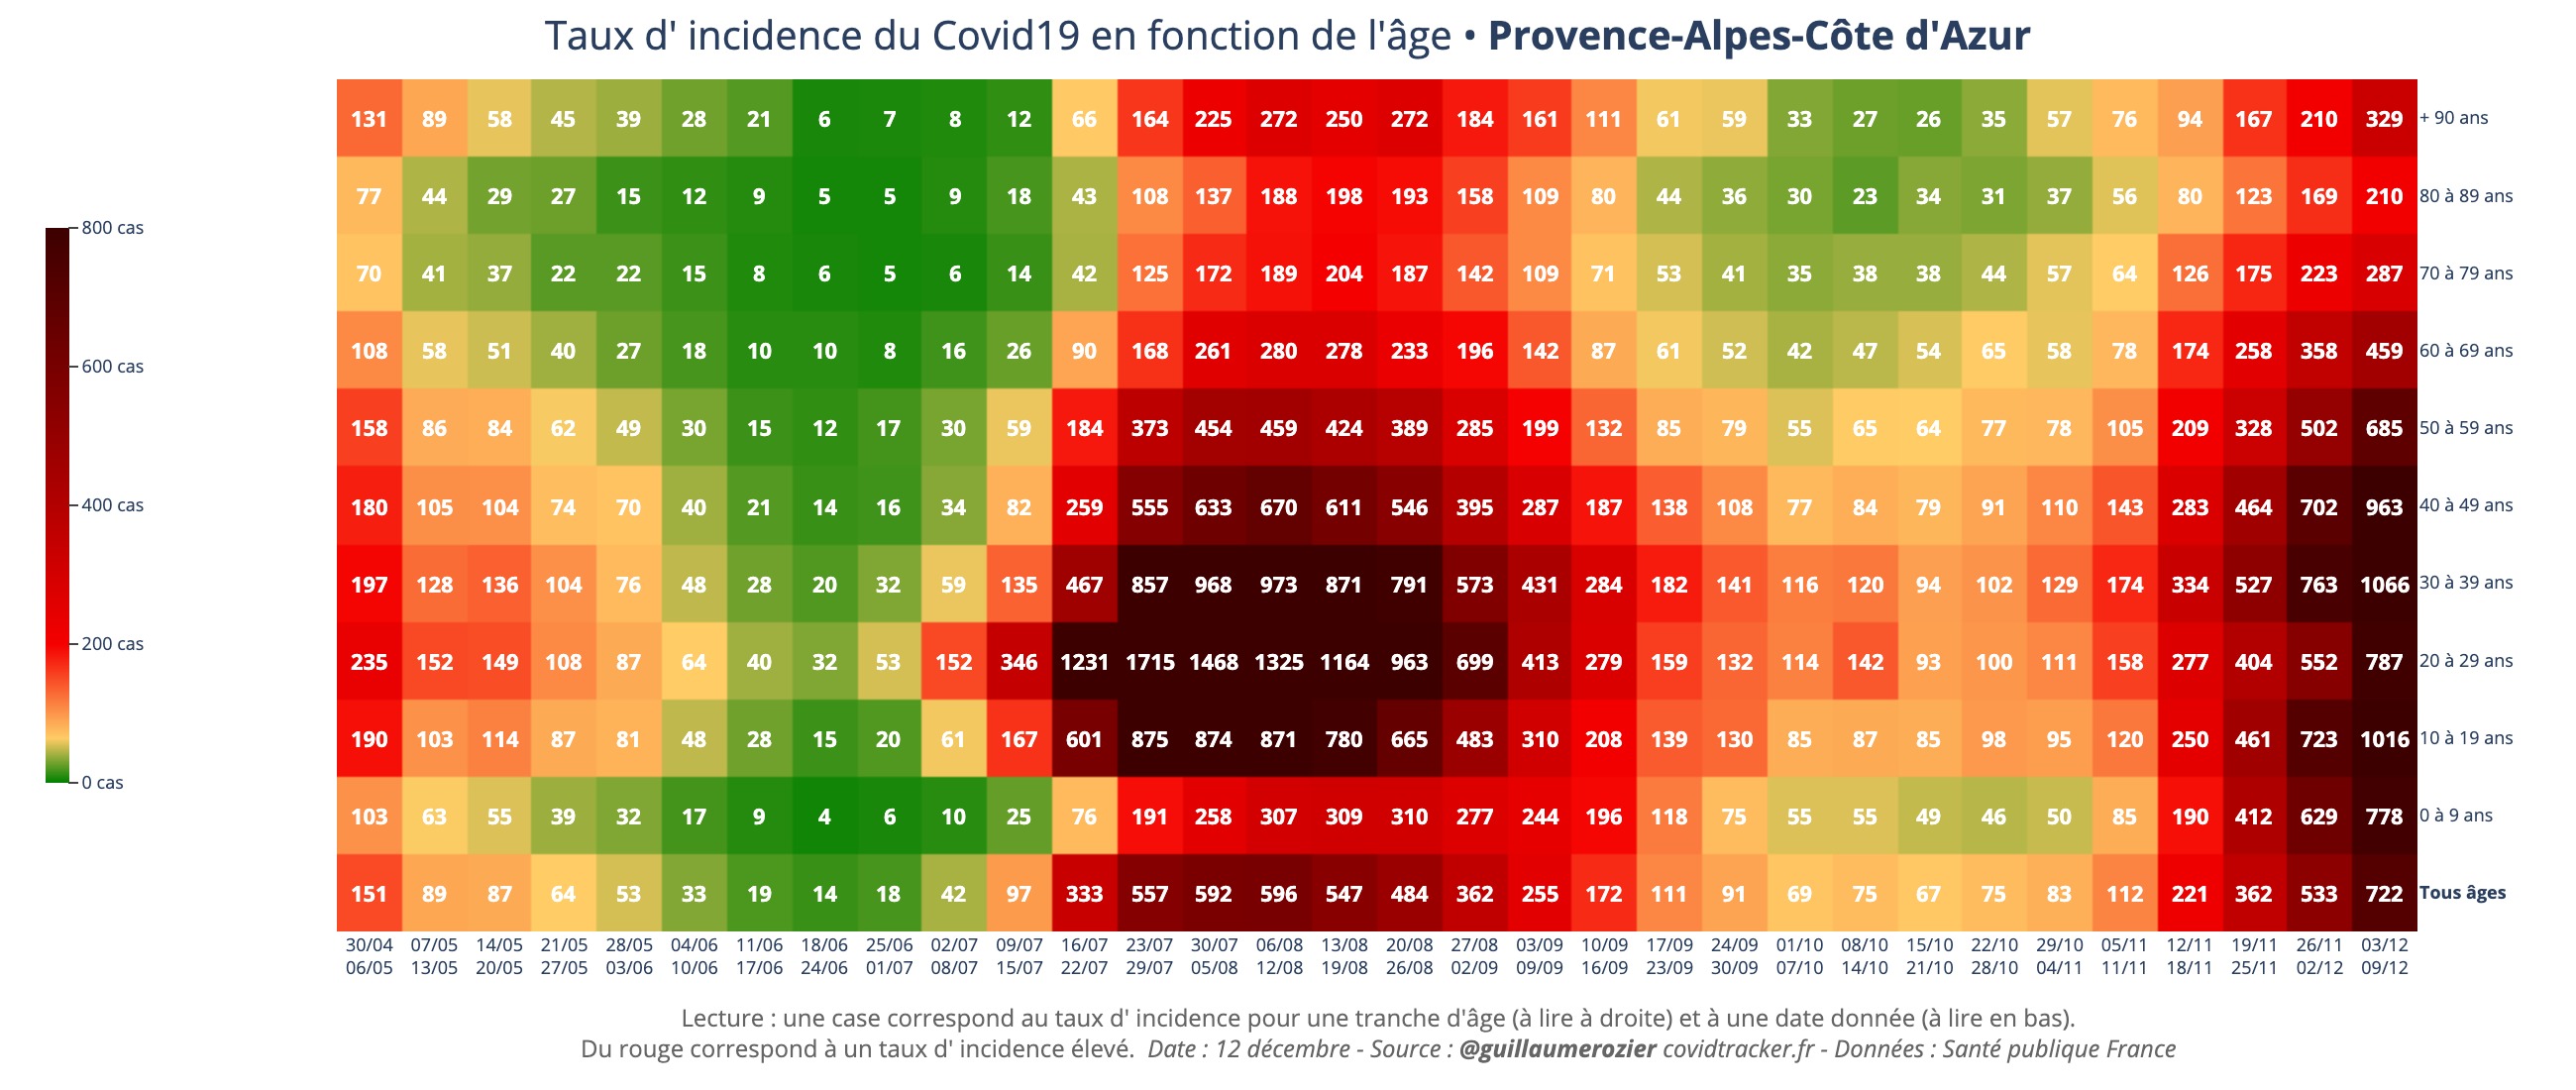 Taux d' incidence du Covid19 en fonction de l'âge • Provence-Alpes-Côte d'Azur
131 89 58 45 39 28 21 6 7 8 12 66 164 225 272 250 272 184 161 111 61 59 33 27 26 35 57 76 94 167 210 329 + 90 ans
77 44 29 27 15 12 9 5 5 9 18 43 108 137 188 198 193 158 109 80 44 36 30 23 34 31 37 56 80 123 169 210 80 à 89 ans
800 cas
70 41 37 22 22 15 8 6 5 6 14 42 125 172 189 204 187 142 109 71 53 41 35 38 38 44 57 64 126 175 223 287 70 à 79 ans
108 58 51 40 27 18 10 10 8 16 26 90 168 261 280 278 233 196 142 87 61 52 42 47 54 65 58 78 174 258 358 459 60 à 69 ans
600 cas
158 86 84 62 49 30 15 12 17 30 59 184 373 454 459 424 389 285 199 132 85 79 55 65 64 77 78 105 209 328 502 685 50 à 59 ans
400 cas
180 105 104 74 70 40 21 14 16 34 82 259 555 633 670 611 546 395 287 187 138 108 77 84 79 91 110 143 283 464 702 963 40 à 49 ans
197 128 136 104 76 48 28 20 32 59 135 467 857 968 973 871 791 573 431 284 182 141 116 120 94 102 129 174 334 527 763 1066 30 à 39 ans
200 cas
235 152 149 108 87 64 40 32 53 152 346 1231 1715 1468 1325 1164 963 699 413 279 159 132 114 142 93 100 111 158 277 404 552 787 20 à 29 ans
190 103 114 87 81 48 28 15 20 61 167 601 875 874 871 780 665 483 310 208 139 130 85 87 85 98 95 120 250 461 723 1016 10 à 19 ans
0 cas
103 63 55 39 32 17 9 4 6 10 25 76 191 258 307 309 310 277 244 196 118 75 55 55 49 46 50 85 190 412 629 778 0 à 9 ans
151 89 87 64 53 33 19 14 18 42 97 333 557 592 596 547 484 362 255 172 111 91 69 75 67 75 83 112 221 362 533 722 Tous âges
30/04 07/05 14/05 21/05 28/05 04/06 11/06 18/06 25/06 02/07 09/07 16/07 23/07 30/07 06/08 13/08 20/08 27/08 03/09 10/09 17/09 24/09 01/10 08/10 15/10 22/10 29/10 05/11 12/11 19/11 26/11 03/12
06/05 13/05 20/05 27/05 03/06 10/06 17/06 24/06 01/07 08/07 15/07 22/07 29/07 05/08 12/08 19/08 26/08 02/09 09/09 16/09 23/09 30/09 07/10 14/10 21/10 28/10 04/11 11/11 18/11 25/11 02/12 09/12
Lecture : une case correspond au taux d' incidence pour une tranche d'âge (à lire à droite) et à une date donnée (à lire en bas).
Du rouge correspond à un taux d' incidence élevé. Date : 12 décembre - Source : @guillaumerozier covidtracker.fr - Données : Santé publique France